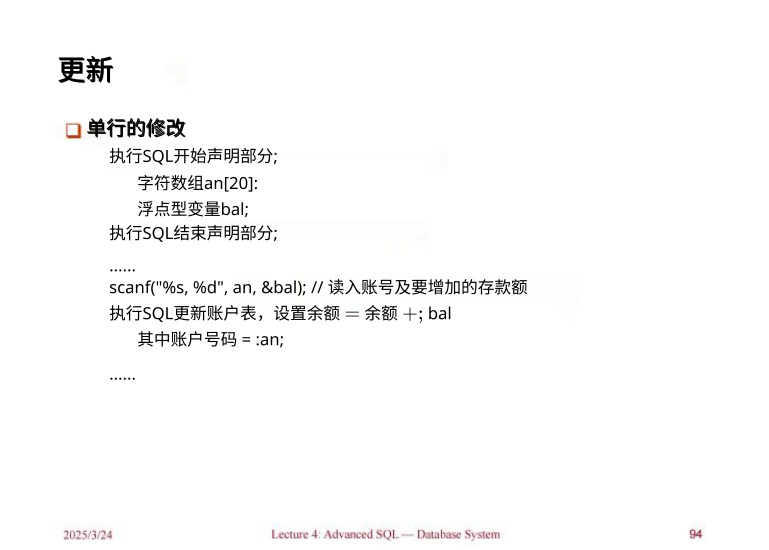 更新
单行的修改
执行SQL开始声明部分;
字符数组an[20]:
浮点型变量bal;
执行SQL结束声明部分;
......
scanf("%s, %d", an, &bal); // 读入账号及要增加的存款额
执行SQL更新账户表，设置余额 = 余额 +; bal
其中账户号码 = :an;
......
2025/3/24 Lecture 4: Advanced SQL — Database System 94